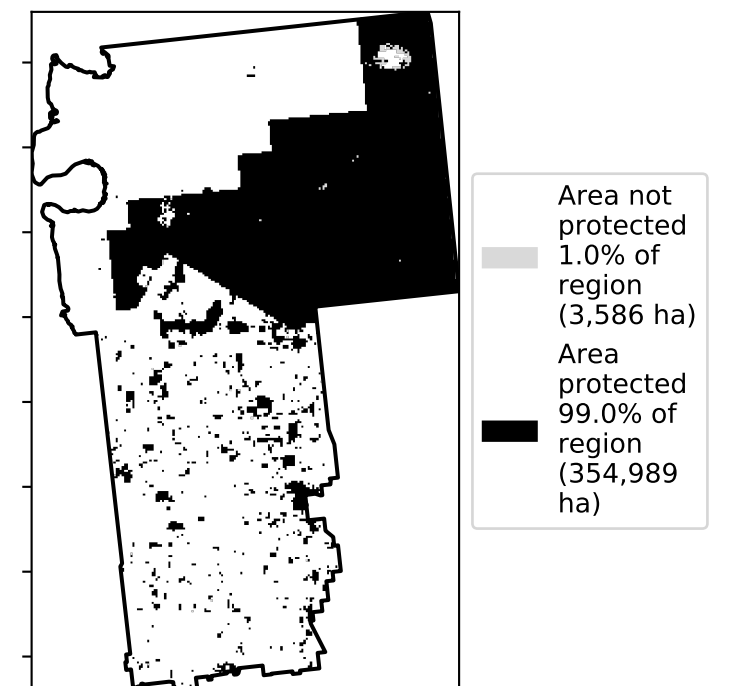 Area not
protected
1.0% of
region
(3,586 ha)
Area
protected
99.0% of
region
(354,989
ha)